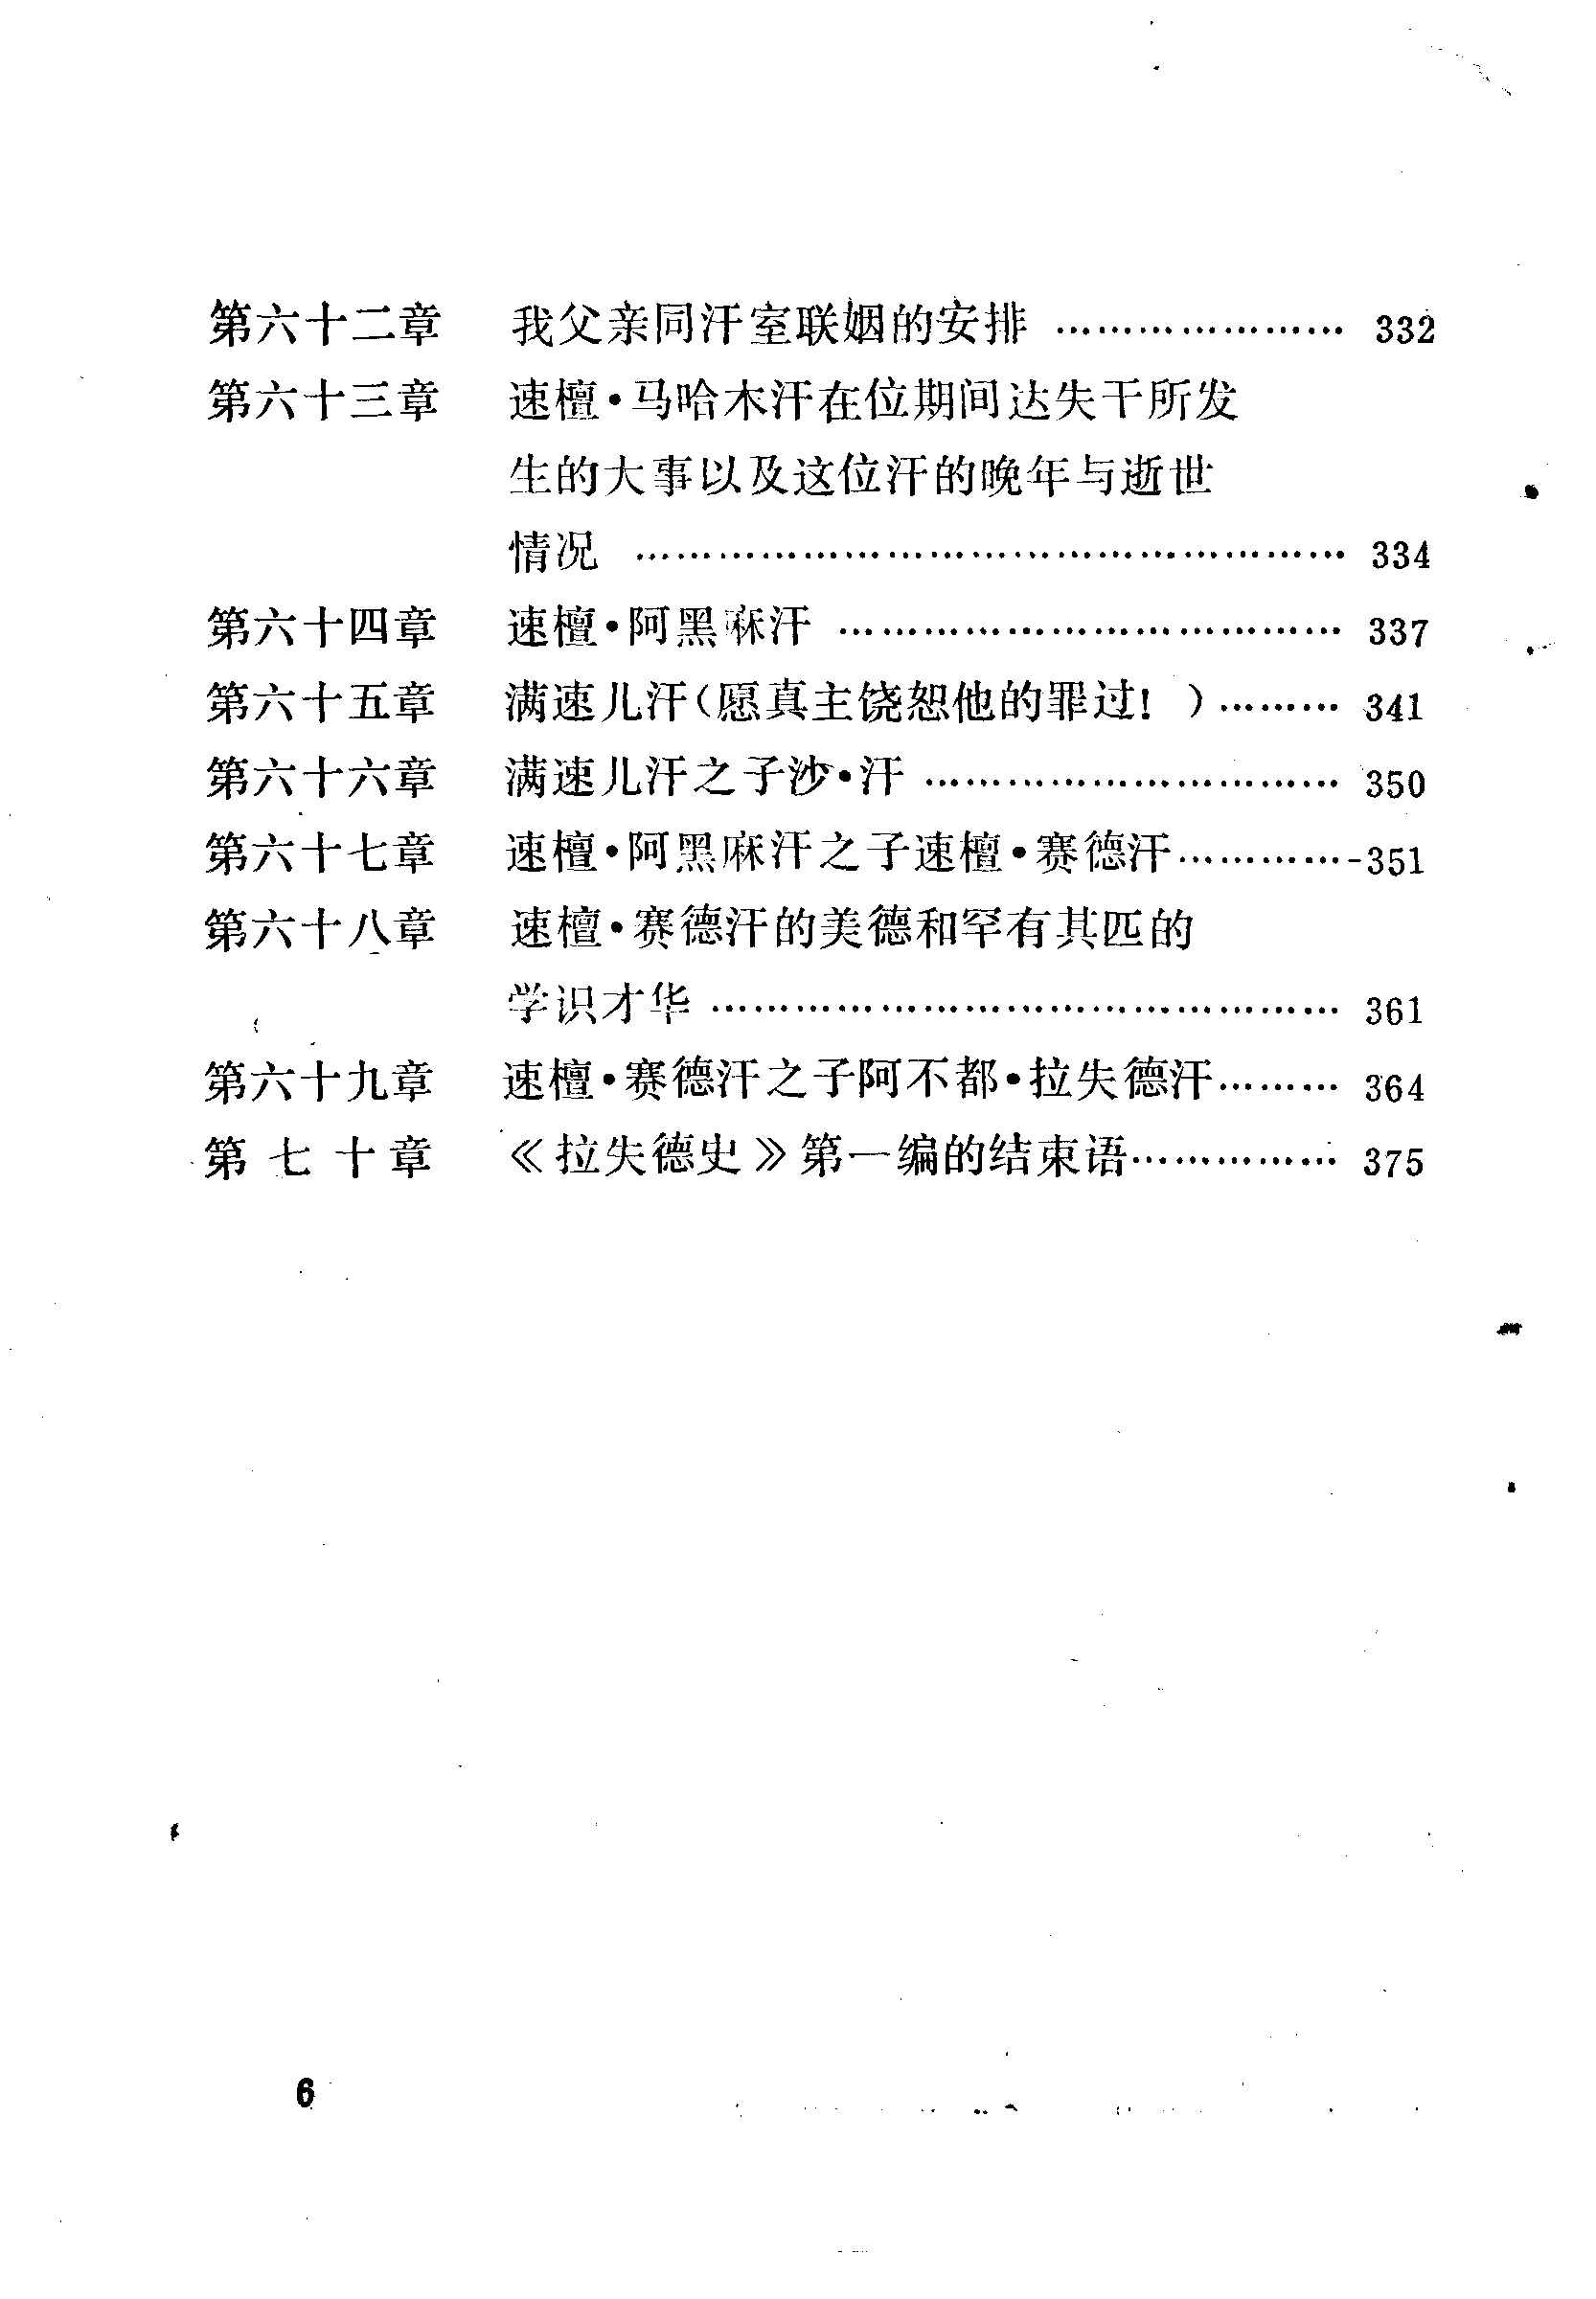 第六十二章 我父亲同汗室联姻的安排 ………………… 332
第六十三章 速檀·马哈木汗在位期间达失干所发
生的大事以及这位汗的晚年与逝世
情况 ……………………………………………… 334
第六十四章 速檀·阿黑麻汗 ……………………………… 337
第六十五章 满速儿汗(愿真主饶恕他的罪过! )……… 341
第六十六章 满速儿汗之子沙·汗 ………………………… 350
第六十七章 速檀·阿黑麻汗之子速檀·赛德汗…………-351
第六十八章 速檀·赛德汗的美德和罕有其匹的
学识才华 ……………………………………… 361
第六十九章 速檀·赛德汗之子阿不都·拉失德汗……… 364
第七十章 《拉失德史》第一编的结束语…………… 375
6